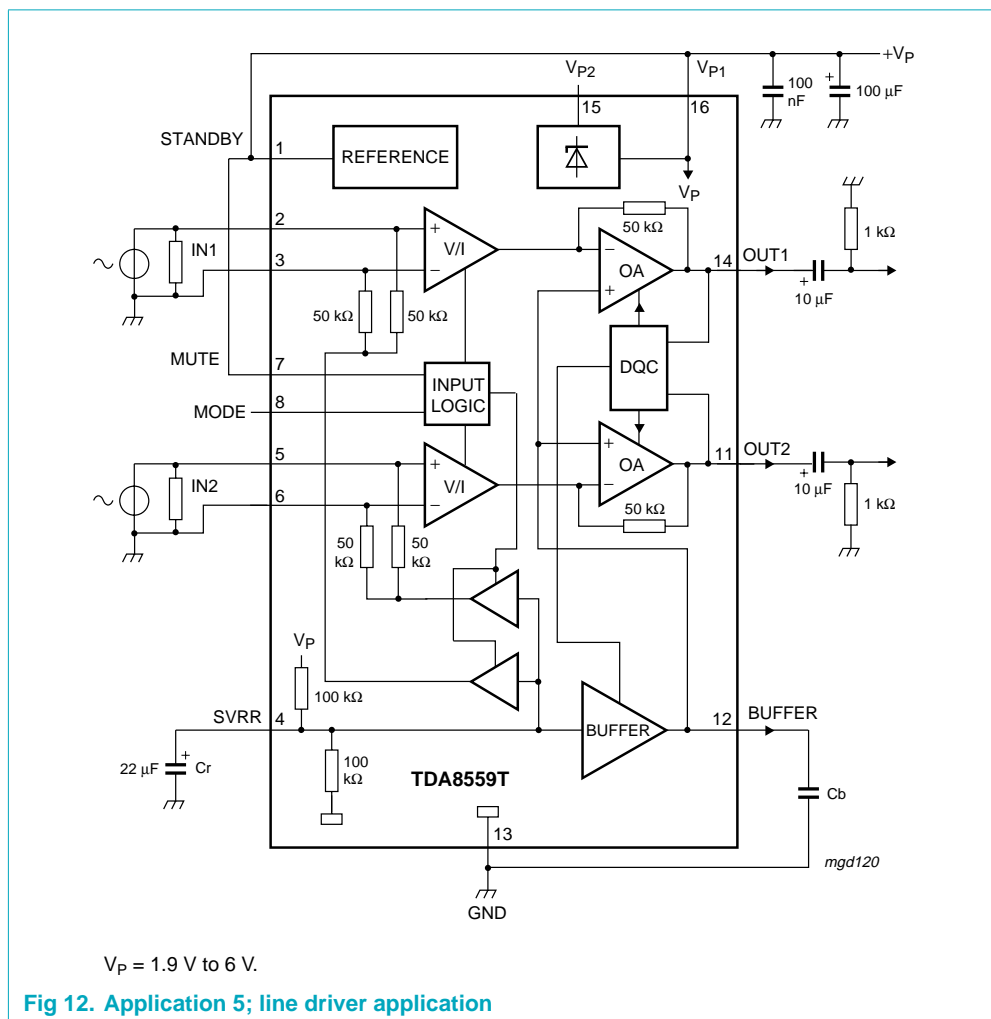 +VP
VP2
VP1
100
nF
+
100 μF
15
16
STANDBY
1
REFERENCE
VP
50 kΩ
1 kΩ
2
+
V/I
−
IN1
3
−
OA
+
14
OUT1
+
10 μF
50 kΩ
50 kΩ
MUTE
7
INPUT
LOGIC
DQC
MODE
8
5
+
V/I
−
IN2
6
+
OA
−
11
OUT2
+
10 μF
50 kΩ
1 kΩ
50
kΩ
50
kΩ
VP
100 kΩ
SVRR
4
BUFFER
12
BUFFER
22 μF
+
Cr
100
kΩ
TDA8559T
Cb
13
mgd120
GND
VP = 1.9 V to 6 V.
Fig 12. Application 5; line driver application